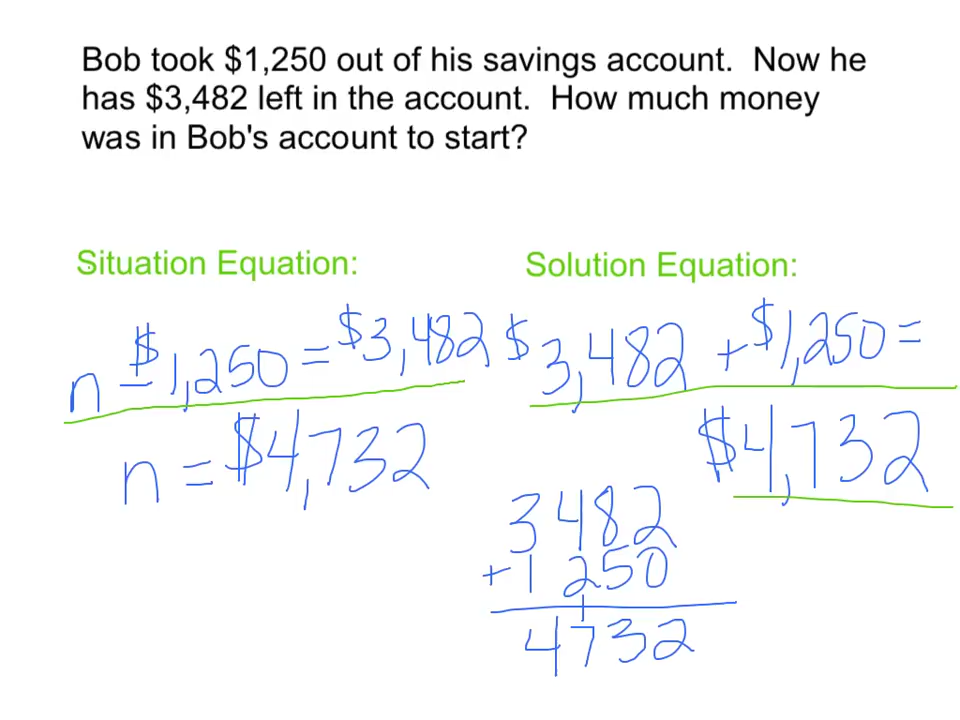 Bob took $1,250 out of his savings account. Now he
has $3,482 left in the account. How much money
was in Bob's account to start?
Situation Equation:
n - $1,250 = $3,482
n = $4,732
Solution Equation:
$3,482 + $1,250 =
$4,732
3482
+1250
1
4732